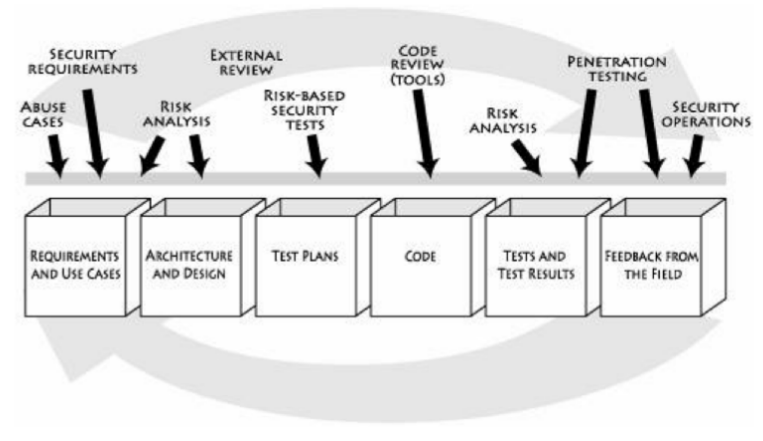 SECURITY
REQUIREMENTS
EXTERNAL
REVIEW
CODE
REVIEW
(TOOLS)
PENETRATION
TESTING
ABUSE
CASES
RISK
ANALYSIS
RISK-BASED
SECURITY
TESTS
RISK
ANALYSIS
SECURITY
OPERATIONS
REQUIREMENTS
AND USE CASES
ARCHITECTURE
AND DESIGN
TEST PLANS
CODE
TESTS AND
TEST RESULTS
FEEDBACK FROM
THE FIELD